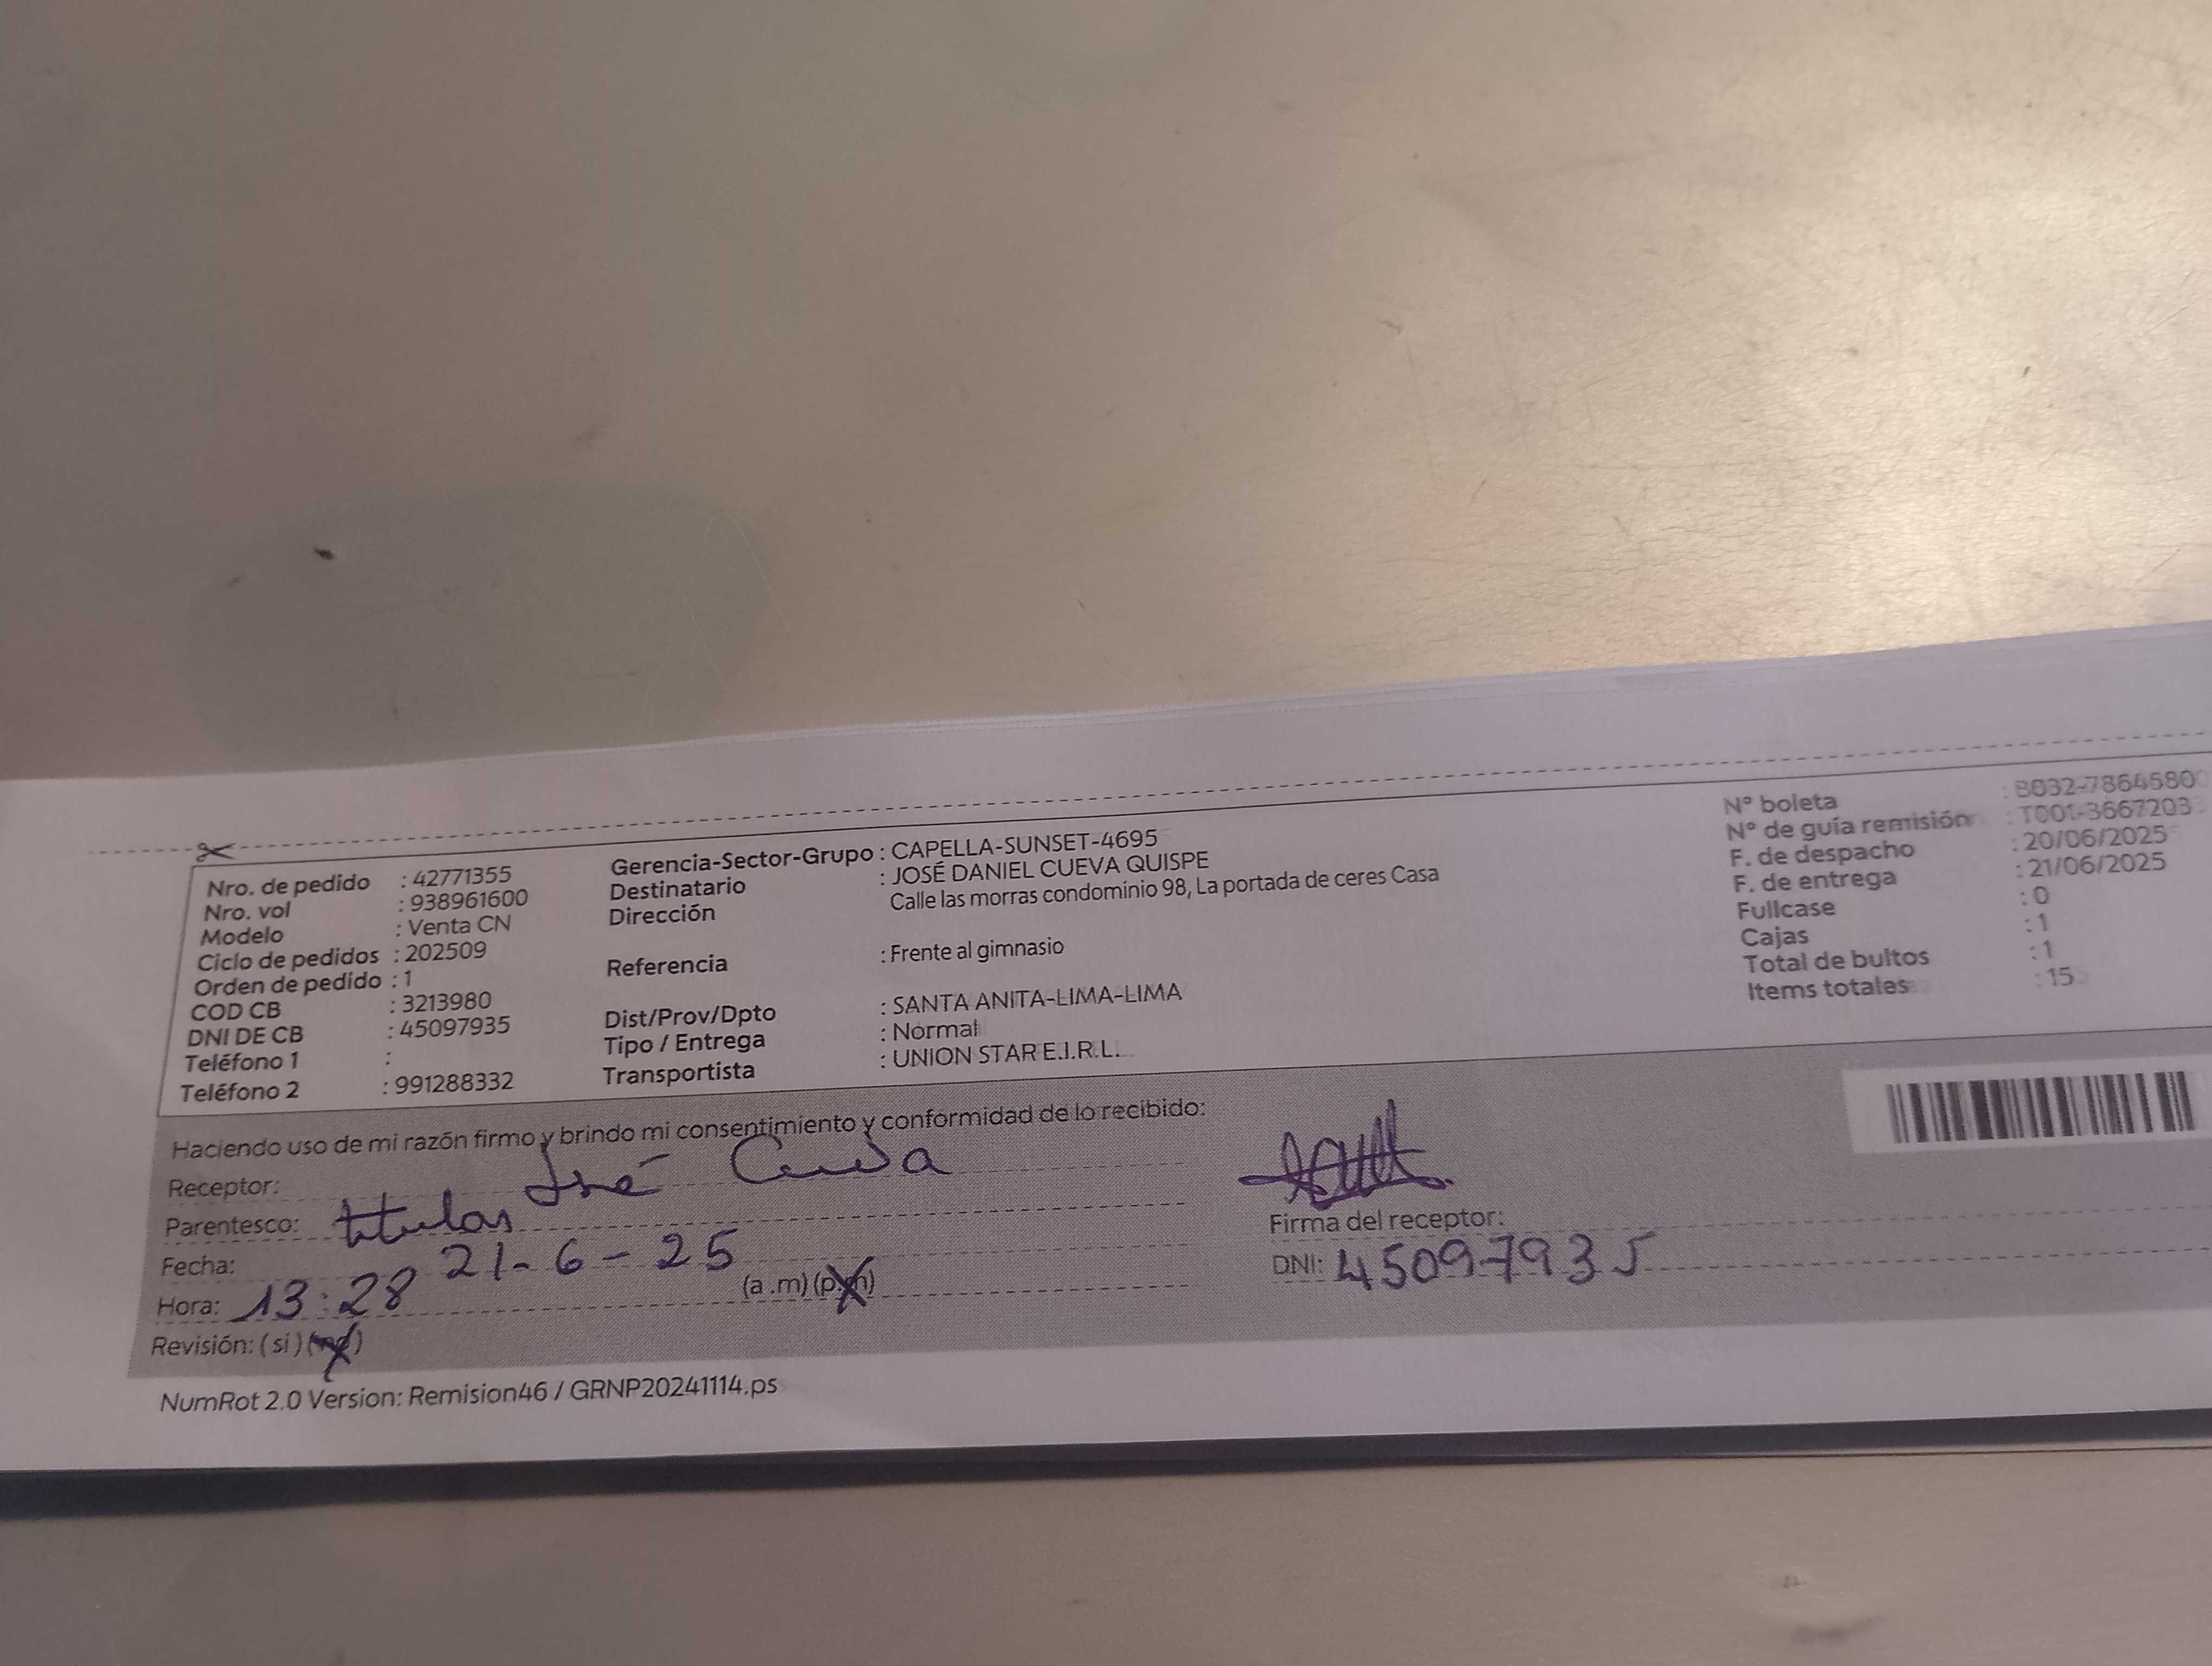 Nro. de pedido : 42771355
Nro. vol : 938961600
Modelo : Venta CN
Ciclo de pedidos : 202509
Orden de pedido : 1
COD CB : 3213980
DNI DE CB : 45097935
Teléfono 1 :
Teléfono 2 : 991288332
Gerencia-Sector-Grupo : CAPELLA-SUNSET-4695
Destinatario : JOSÉ DANIEL CUEVA QUISPE
Dirección Calle las morras condominio 98, La portada de ceres Casa
Referencia : Frente al gimnasio
Dist/Prov/Dpto : SANTA ANITA-LIMA-LIMA
Tipo / Entrega : Normal
Transportista : UNION STAR E.I.R.L.
N° boleta : B032-78645800
N° de guía remisión : T001-3667203
F. de despacho : 20/06/2025
F. de entrega : 21/06/2025
Fullcase : 0
Cajas : 1
Total de bultos : 1
Items totales : 15
Haciendo uso de mi razón firmo y brindo mi consentimiento y conformidad de lo recibido:
Receptor: José Cueva
Parentesco: titular
Fecha: 21-6-25
Hora: 13:28 (a.m) (p.m)
Revisión: (si) (no)
Firma del receptor:
DNI: 45097935
NumRot 2.0 Version: Remision46 / GRNP20241114.ps